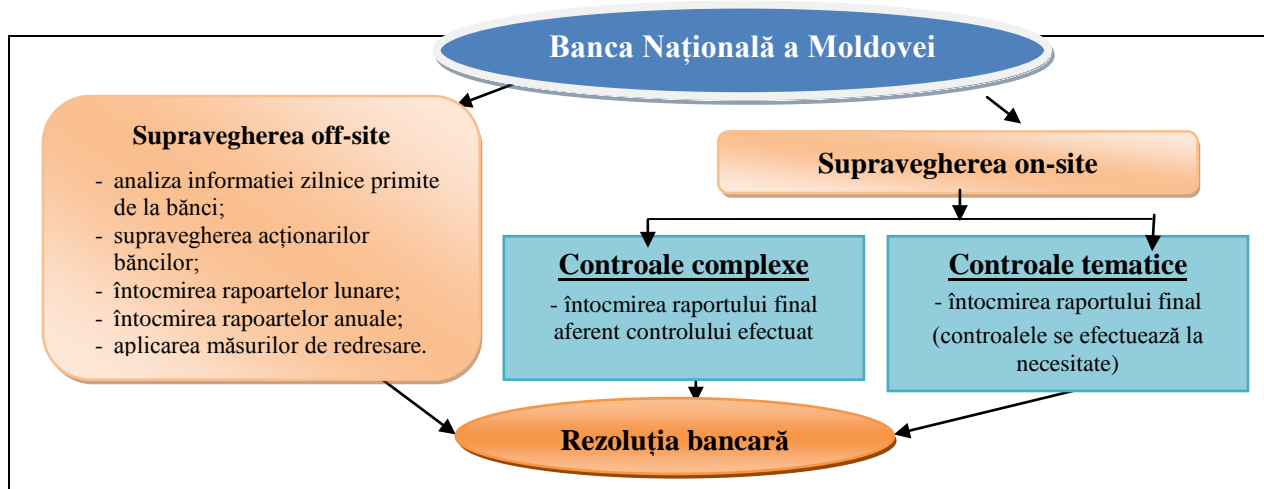 Banca Națională a Moldovei
Supravegherea off-site
- analiza informatiei zilnice primite
de la bănci;
- supravegherea acționarilor
băncilor;
- întocmirea rapoartelor lunare;
- întocmirea rapoartelor anuale;
- aplicarea măsurilor de redresare.
Supravegherea on-site
Controale complexe
- întocmirea raportului final
aferent controlului efectuat
Controale tematice
- întocmirea raportului final
(controalele se efectuează la
necesitate)
Rezoluția bancară